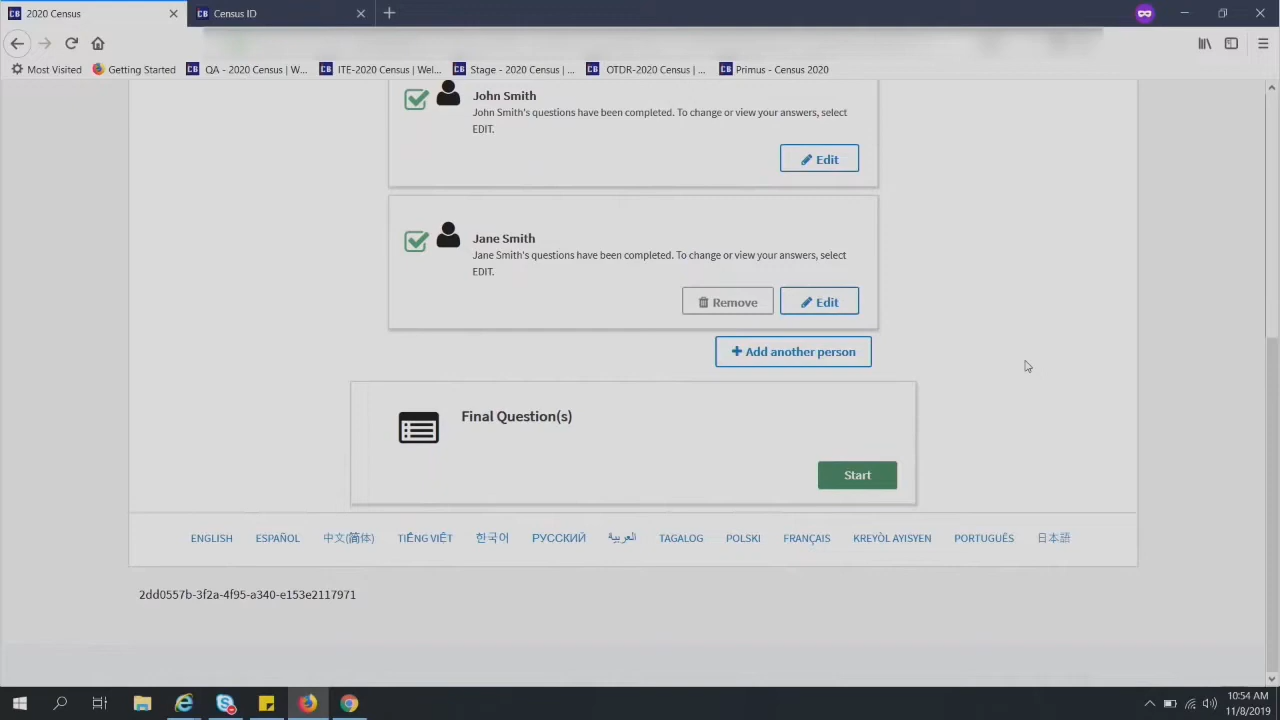 2020 Census
Census ID
Most Visited
Getting Started
QA - 2020 Census | W...
ITE-2020 Census | Wel...
Stage - 2020 Census | ...
OTDR-2020 Census | ...
Primus - Census 2020
John Smith
John Smith's questions have been completed. To change or view your answers, select
EDIT.
Edit
Jane Smith
Jane Smith's questions have been completed. To change or view your answers, select
EDIT.
Remove
Edit
Add another person
Final Question(s)
Start
ENGLISH ESPAÑOL 中文(简体) TIẾNG VIỆT 한국어 РУССКИЙ العربية TAGALOG POLSKI FRANÇAIS KREYÒL AYISYEN PORTUGUÊS 日本語
2dd0557b-3f2a-4f95-a340-e153e2117971
10:54 AM
11/8/2019